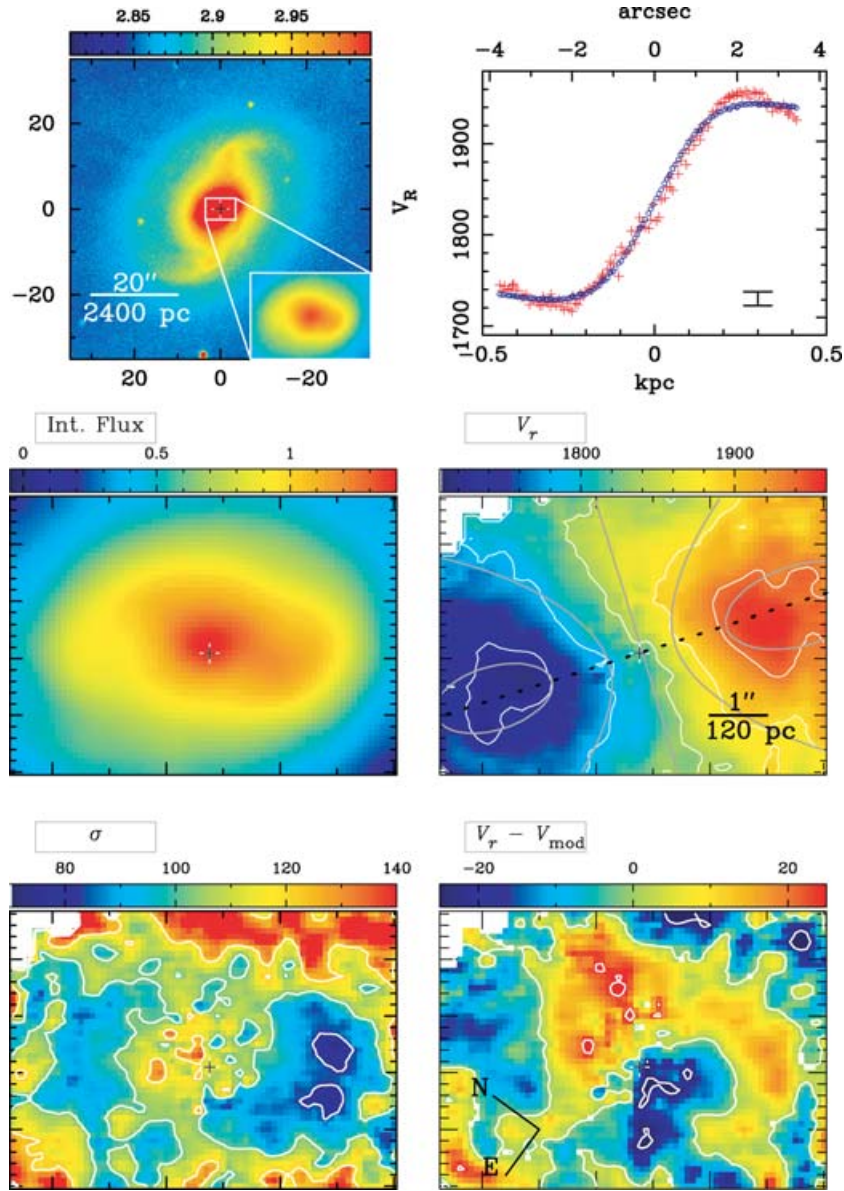 2.85 2.9 2.95
20
0
−20
20"
2400 pc
20 0 −20
arcsec
−4 −2 0 2 4
V_R
1900
1800
1700
−0.5 0 0.5
kpc
Int. Flux
0 0.5 1
V_r
1800 1900
1"
120 pc
σ
80 100 120 140
V_r − V_mod
−20 0 20
N
E